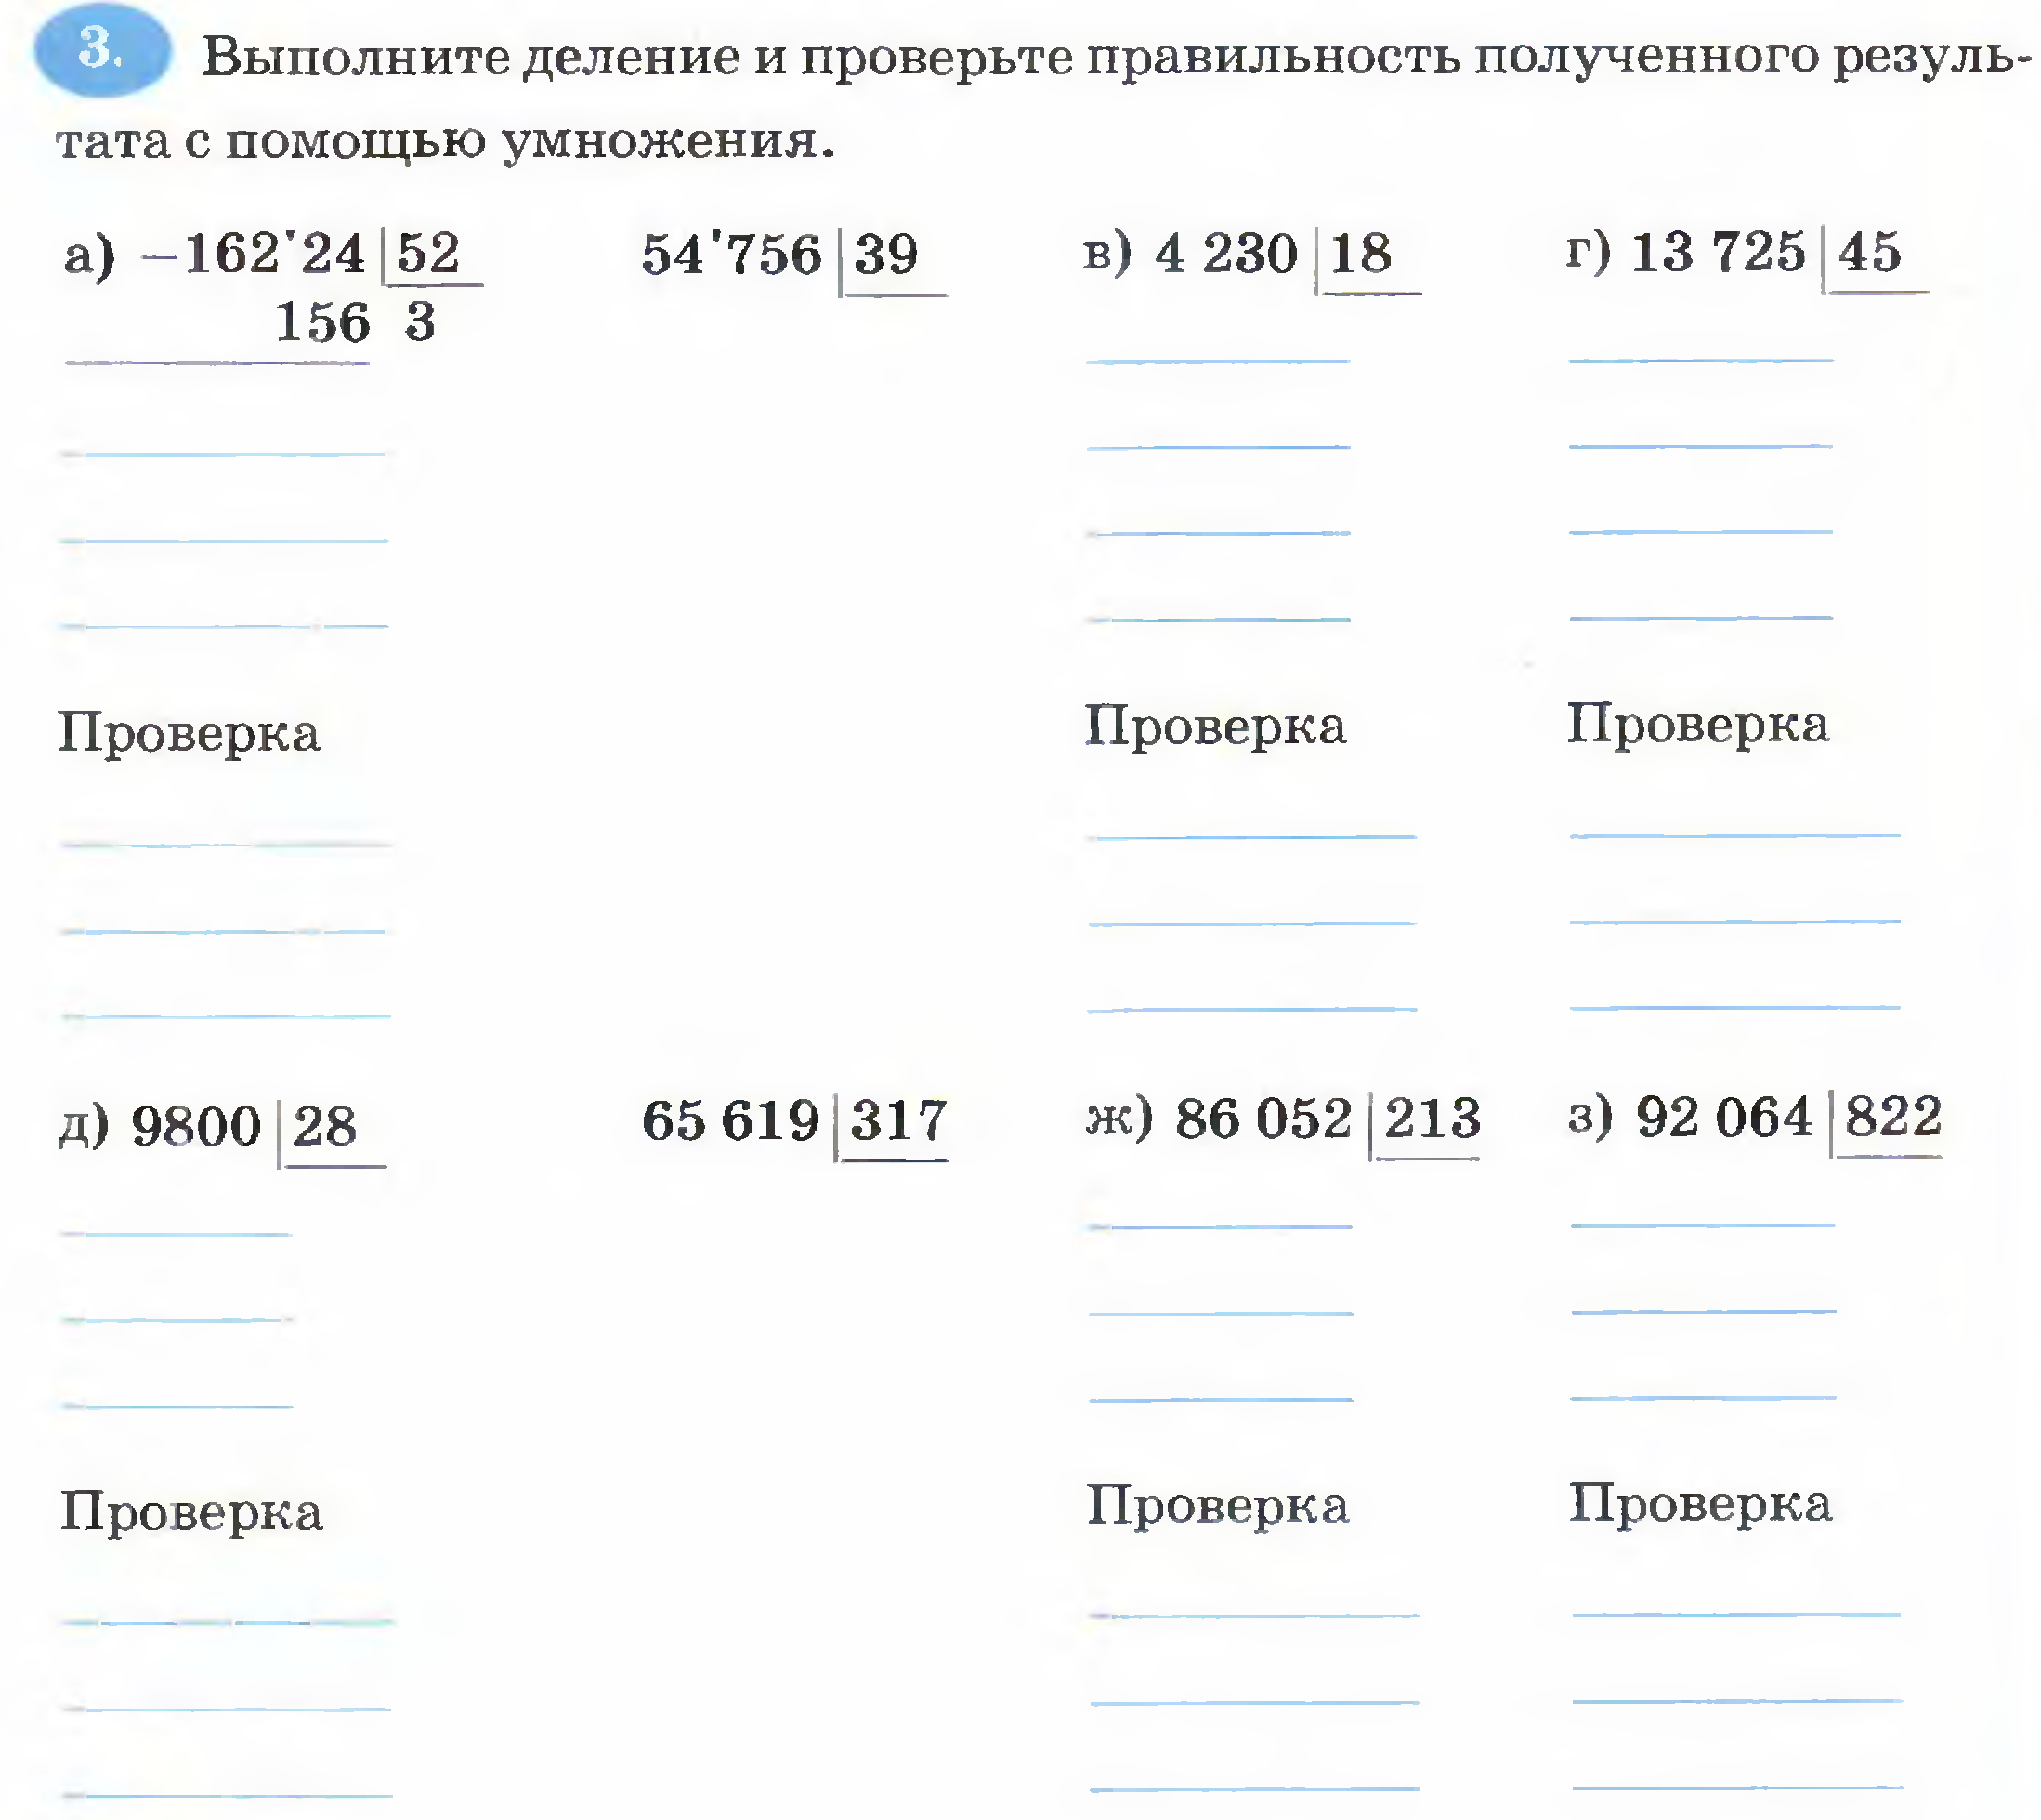 3. Выполните деление и проверьте правильность полученного резуль-
тата с помощью умножения.
а) –162'24 52 54'756 39 в) 4 230 18 г) 13 725 45
156 3
Проверка Проверка Проверка
д) 9800 28 65 619 317 ж) 86 052 213 з) 92 064 822
Проверка Проверка Проверка